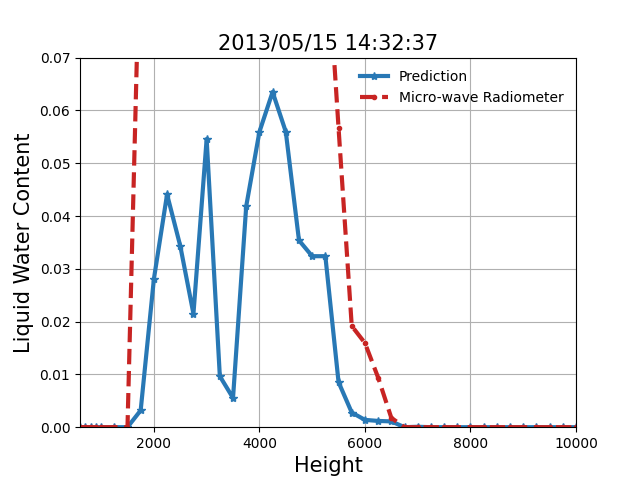 2013/05/15 14:32:37
Prediction
Micro-wave Radiometer
Liquid Water Content
0.07
0.06
0.05
0.04
0.03
0.02
0.01
0.00
2000 4000 6000 8000 10000
Height